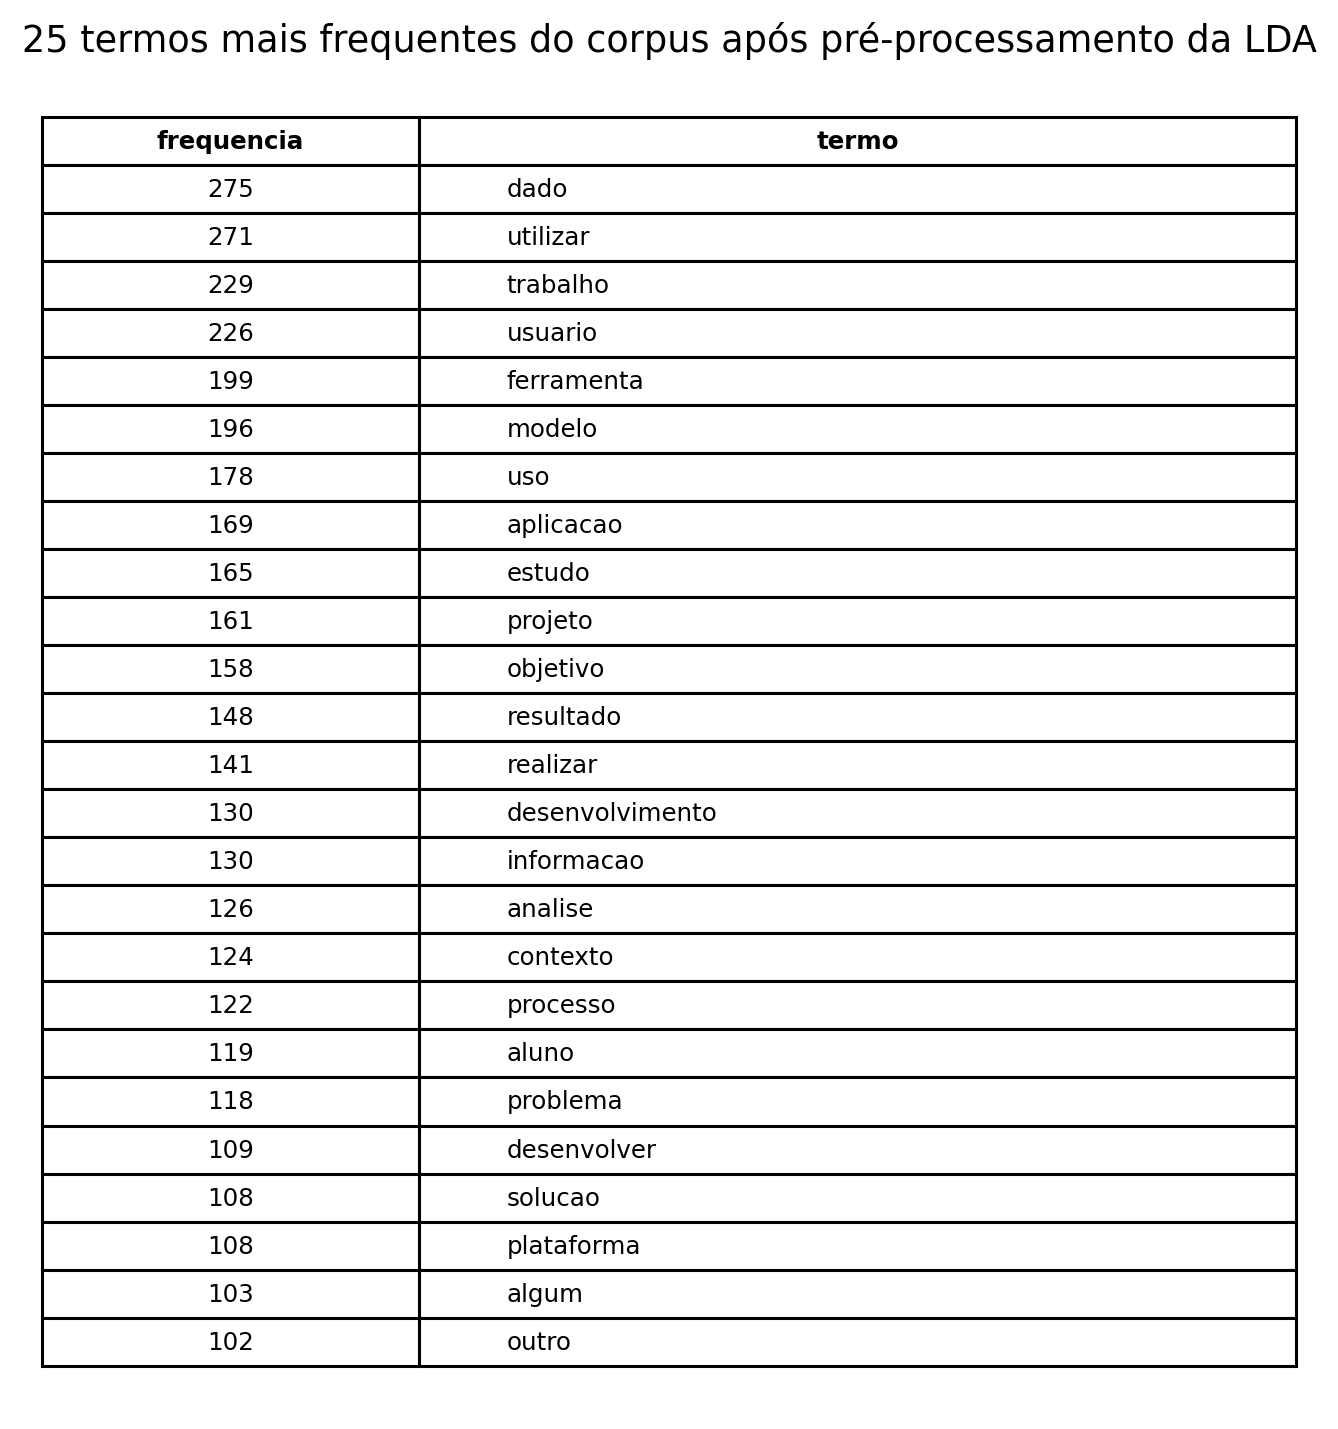 25 termos mais frequentes do corpus após pré-processamento da LDA
frequencia termo
275 dado
271 utilizar
229 trabalho
226 usuario
199 ferramenta
196 modelo
178 uso
169 aplicacao
165 estudo
161 projeto
158 objetivo
148 resultado
141 realizar
130 desenvolvimento
130 informacao
126 analise
124 contexto
122 processo
119 aluno
118 problema
109 desenvolver
108 solucao
108 plataforma
103 algum
102 outro